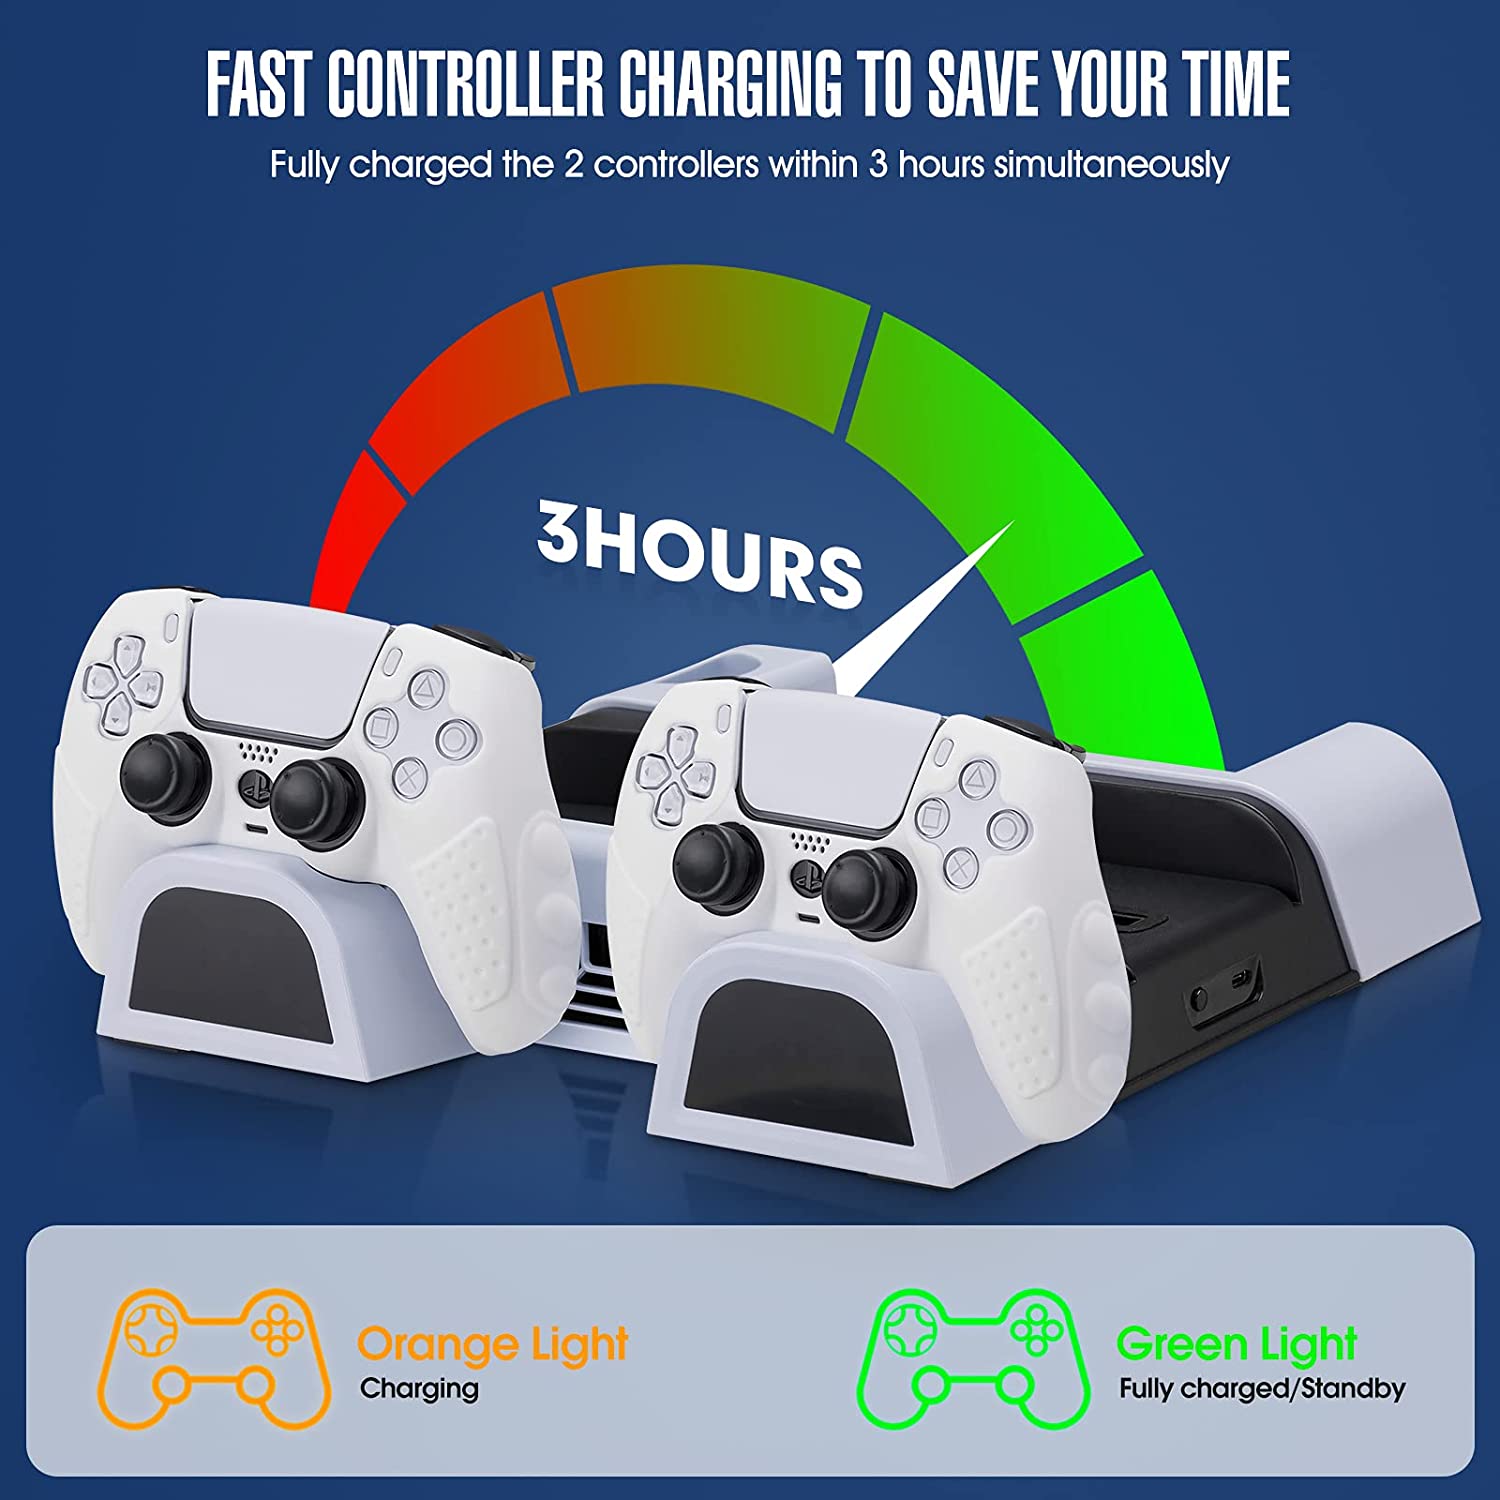 FAST CONTROLLER CHARGING TO SAVE YOUR TIME
Fully charged the 2 controllers within 3 hours simultaneously
3HOURS
Orange Light
Charging
Green Light
Fully charged/Standby